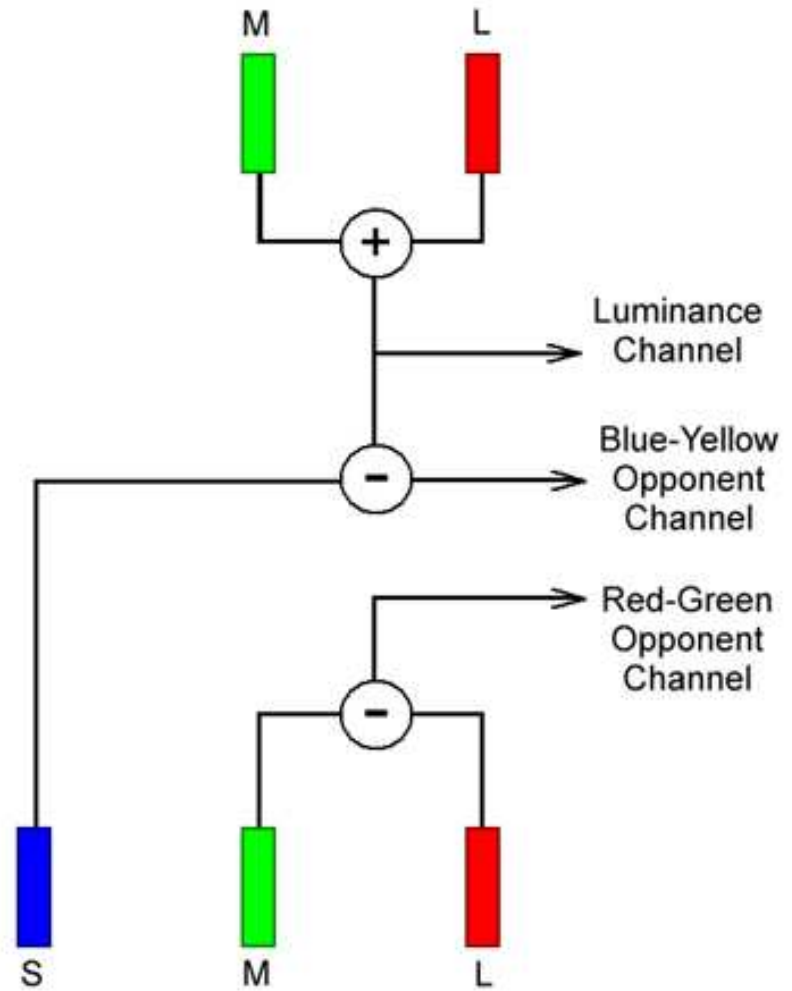 M L
+
Luminance
Channel
Blue-Yellow
-
Opponent
Channel
Red-Green
Opponent
Channel
-
S M L